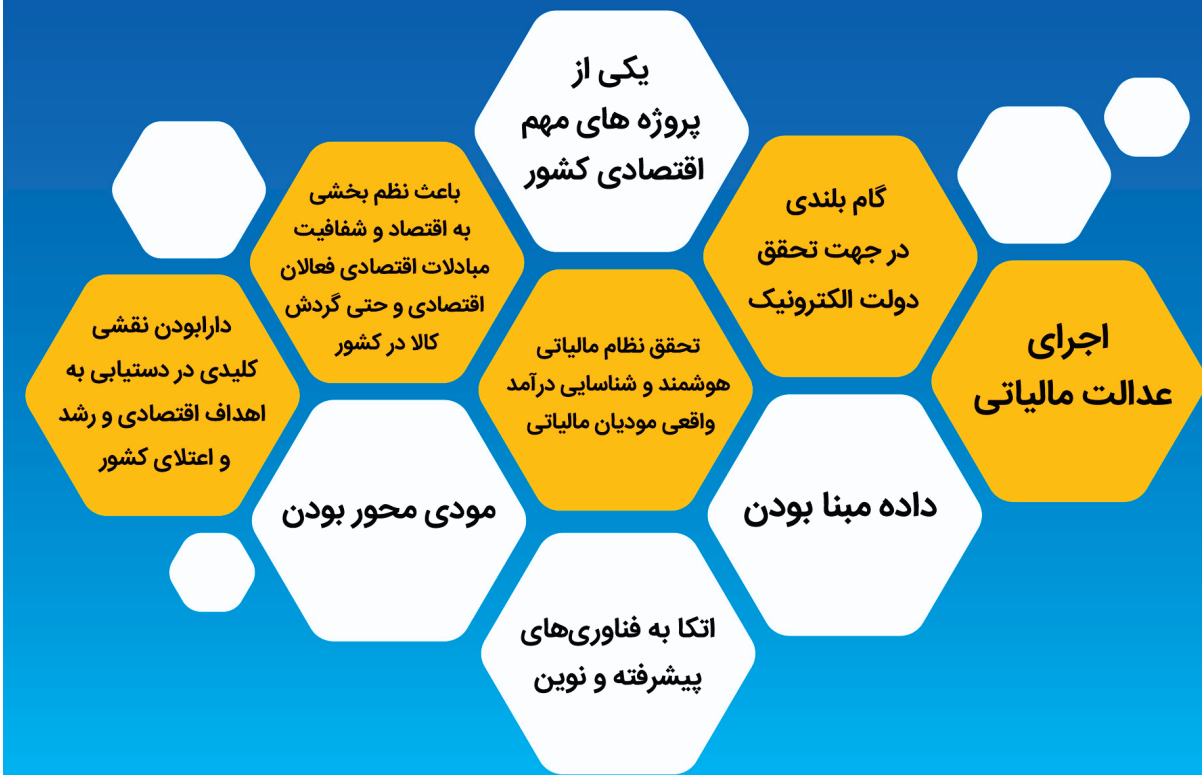 یکی از
پروژه های مهم
اقتصادی کشور
گام بلندی
در جهت تحقق
دولت الکترونیک
باعث نظم بخشی
به اقتصاد و شفافیت
مبادلات اقتصادی فعالان
اقتصادی و حتی گردش
کالا در کشور
اجرای
عدالت مالیاتی
تحقق نظام مالیاتی
هوشمند و شناسایی درآمد
واقعی مودیان مالیاتی
دارابودن نقشی
کلیدی در دستیابی به
اهداف اقتصادی و رشد
و اعتلای کشور
داده مبنا بودن
مودی محور بودن
اتکا به فناوری‌های
پیشرفته و نوین